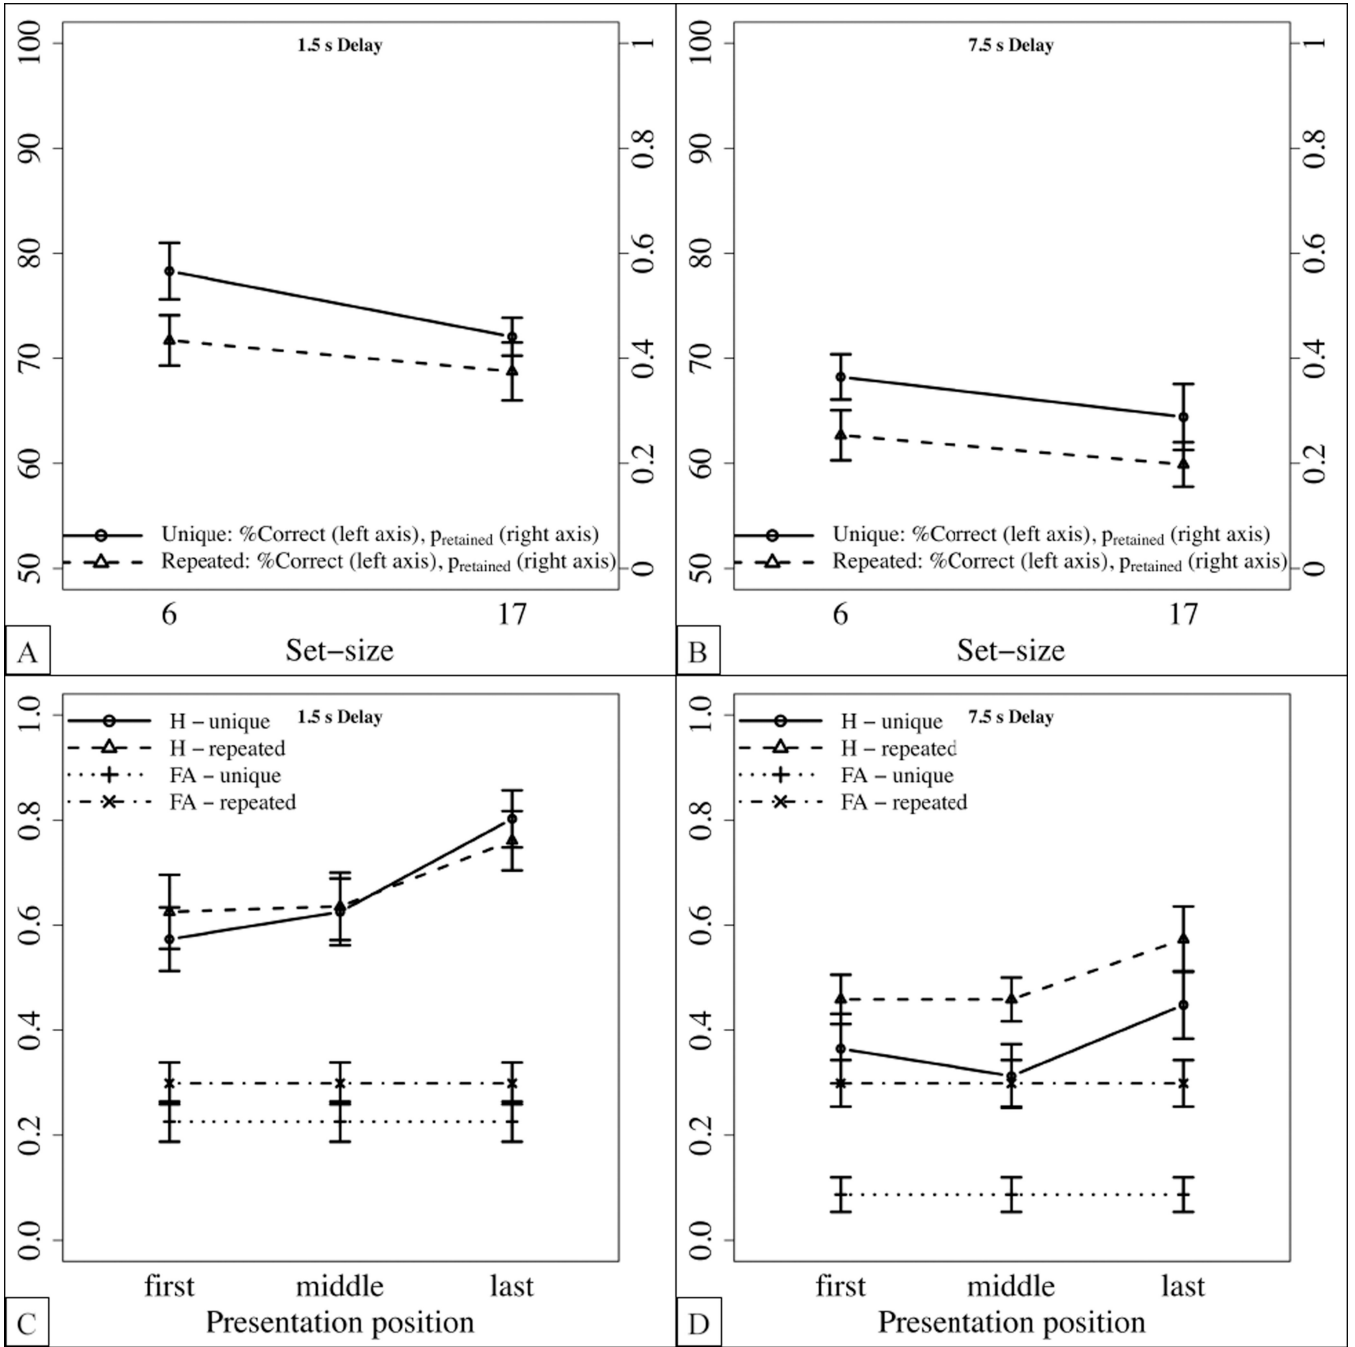 1.5 s Delay
100
90
80
70
60
50
1
0.8
0.6
0.4
0.2
0
Unique: %Correct (left axis), pretained (right axis)
Repeated: %Correct (left axis), pretained (right axis)
6
17
Set−size
A
7.5 s Delay
100
90
80
70
60
50
1
0.8
0.6
0.4
0.2
0
Unique: %Correct (left axis), pretained (right axis)
Repeated: %Correct (left axis), pretained (right axis)
6
17
Set−size
B
1.5 s Delay
H − unique
H − repeated
FA − unique
FA − repeated
1.0
0.8
0.6
0.4
0.2
0.0
first
middle
last
Presentation position
C
7.5 s Delay
H − unique
H − repeated
FA − unique
FA − repeated
1.0
0.8
0.6
0.4
0.2
0.0
first
middle
last
Presentation position
D